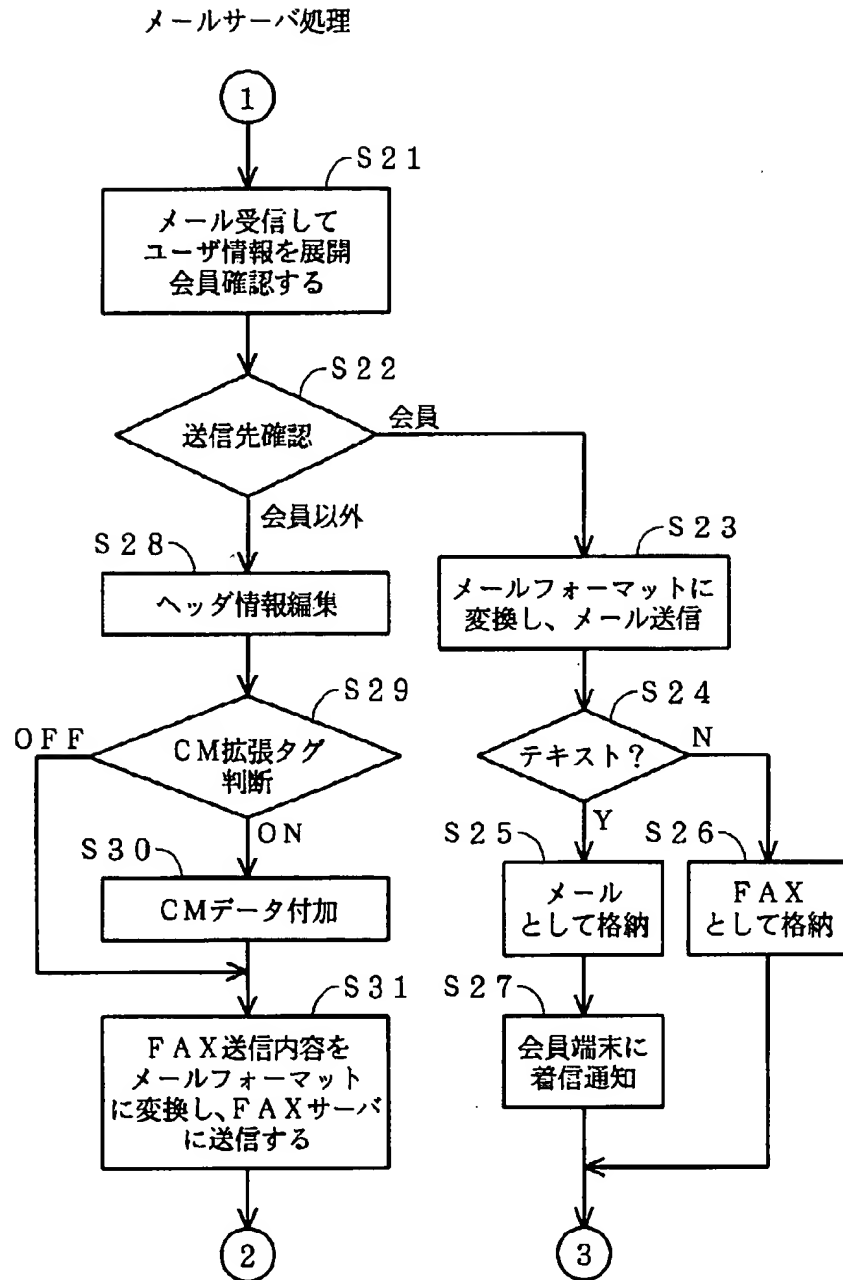 メールサーバ処理
1
S21
メール受信して
ユーザ情報を展開
会員確認する
S22
送信先確認
会員
会員以外
S28
ヘッダ情報編集
S29
OFF
CM拡張タグ
判断
ON
S30
CMデータ付加
S31
FAX送信内容を
メールフォーマット
に変換し、FAXサーバ
に送信する
2
S23
メールフォーマットに
変換し、メール送信
S24
テキスト?
N
Y
S25
メール
として格納
S26
FAX
として格納
S27
会員端末に
着信通知
3